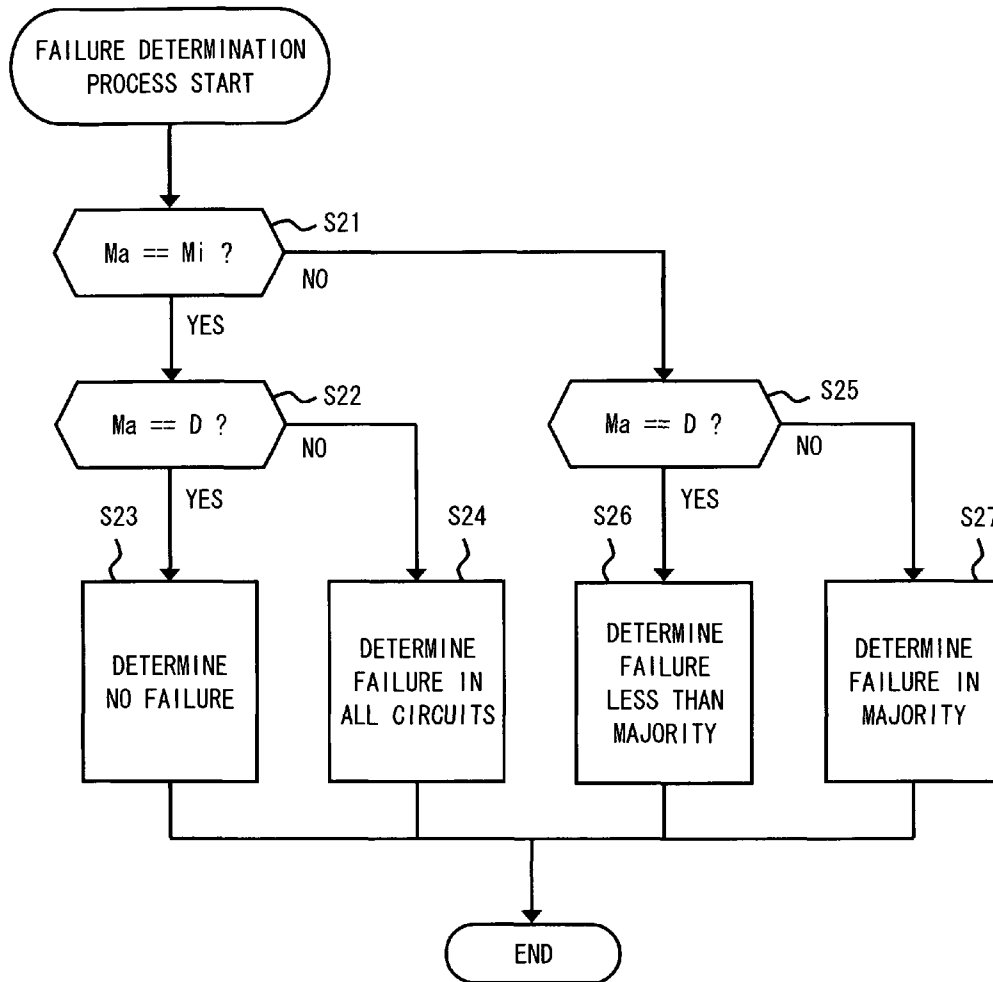 FAILURE DETERMINATION
PROCESS START
S21
Ma == Mi ?
NO
YES
S22
Ma == D ?
NO
YES
S25
Ma == D ?
NO
YES
S23
DETERMINE
NO FAILURE
S24
DETERMINE
FAILURE IN
ALL CIRCUITS
S26
DETERMINE
FAILURE
LESS THAN
MAJORITY
S27
DETERMINE
FAILURE IN
MAJORITY
END